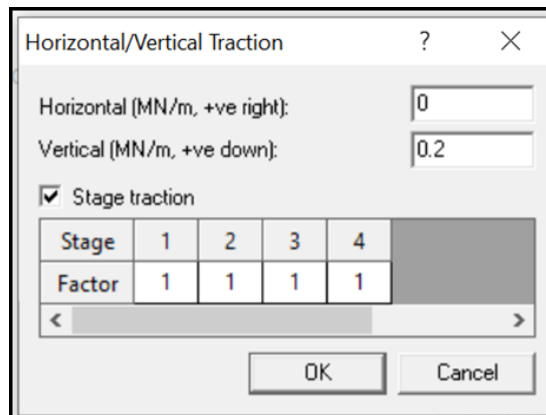 Horizontal/Vertical Traction ?
Horizontal (MN/m, +ve right): 0
Vertical (MN/m, +ve down): 0.2
Stage traction
Stage 1 2 3 4
Factor 1 1 1 1
OK Cancel